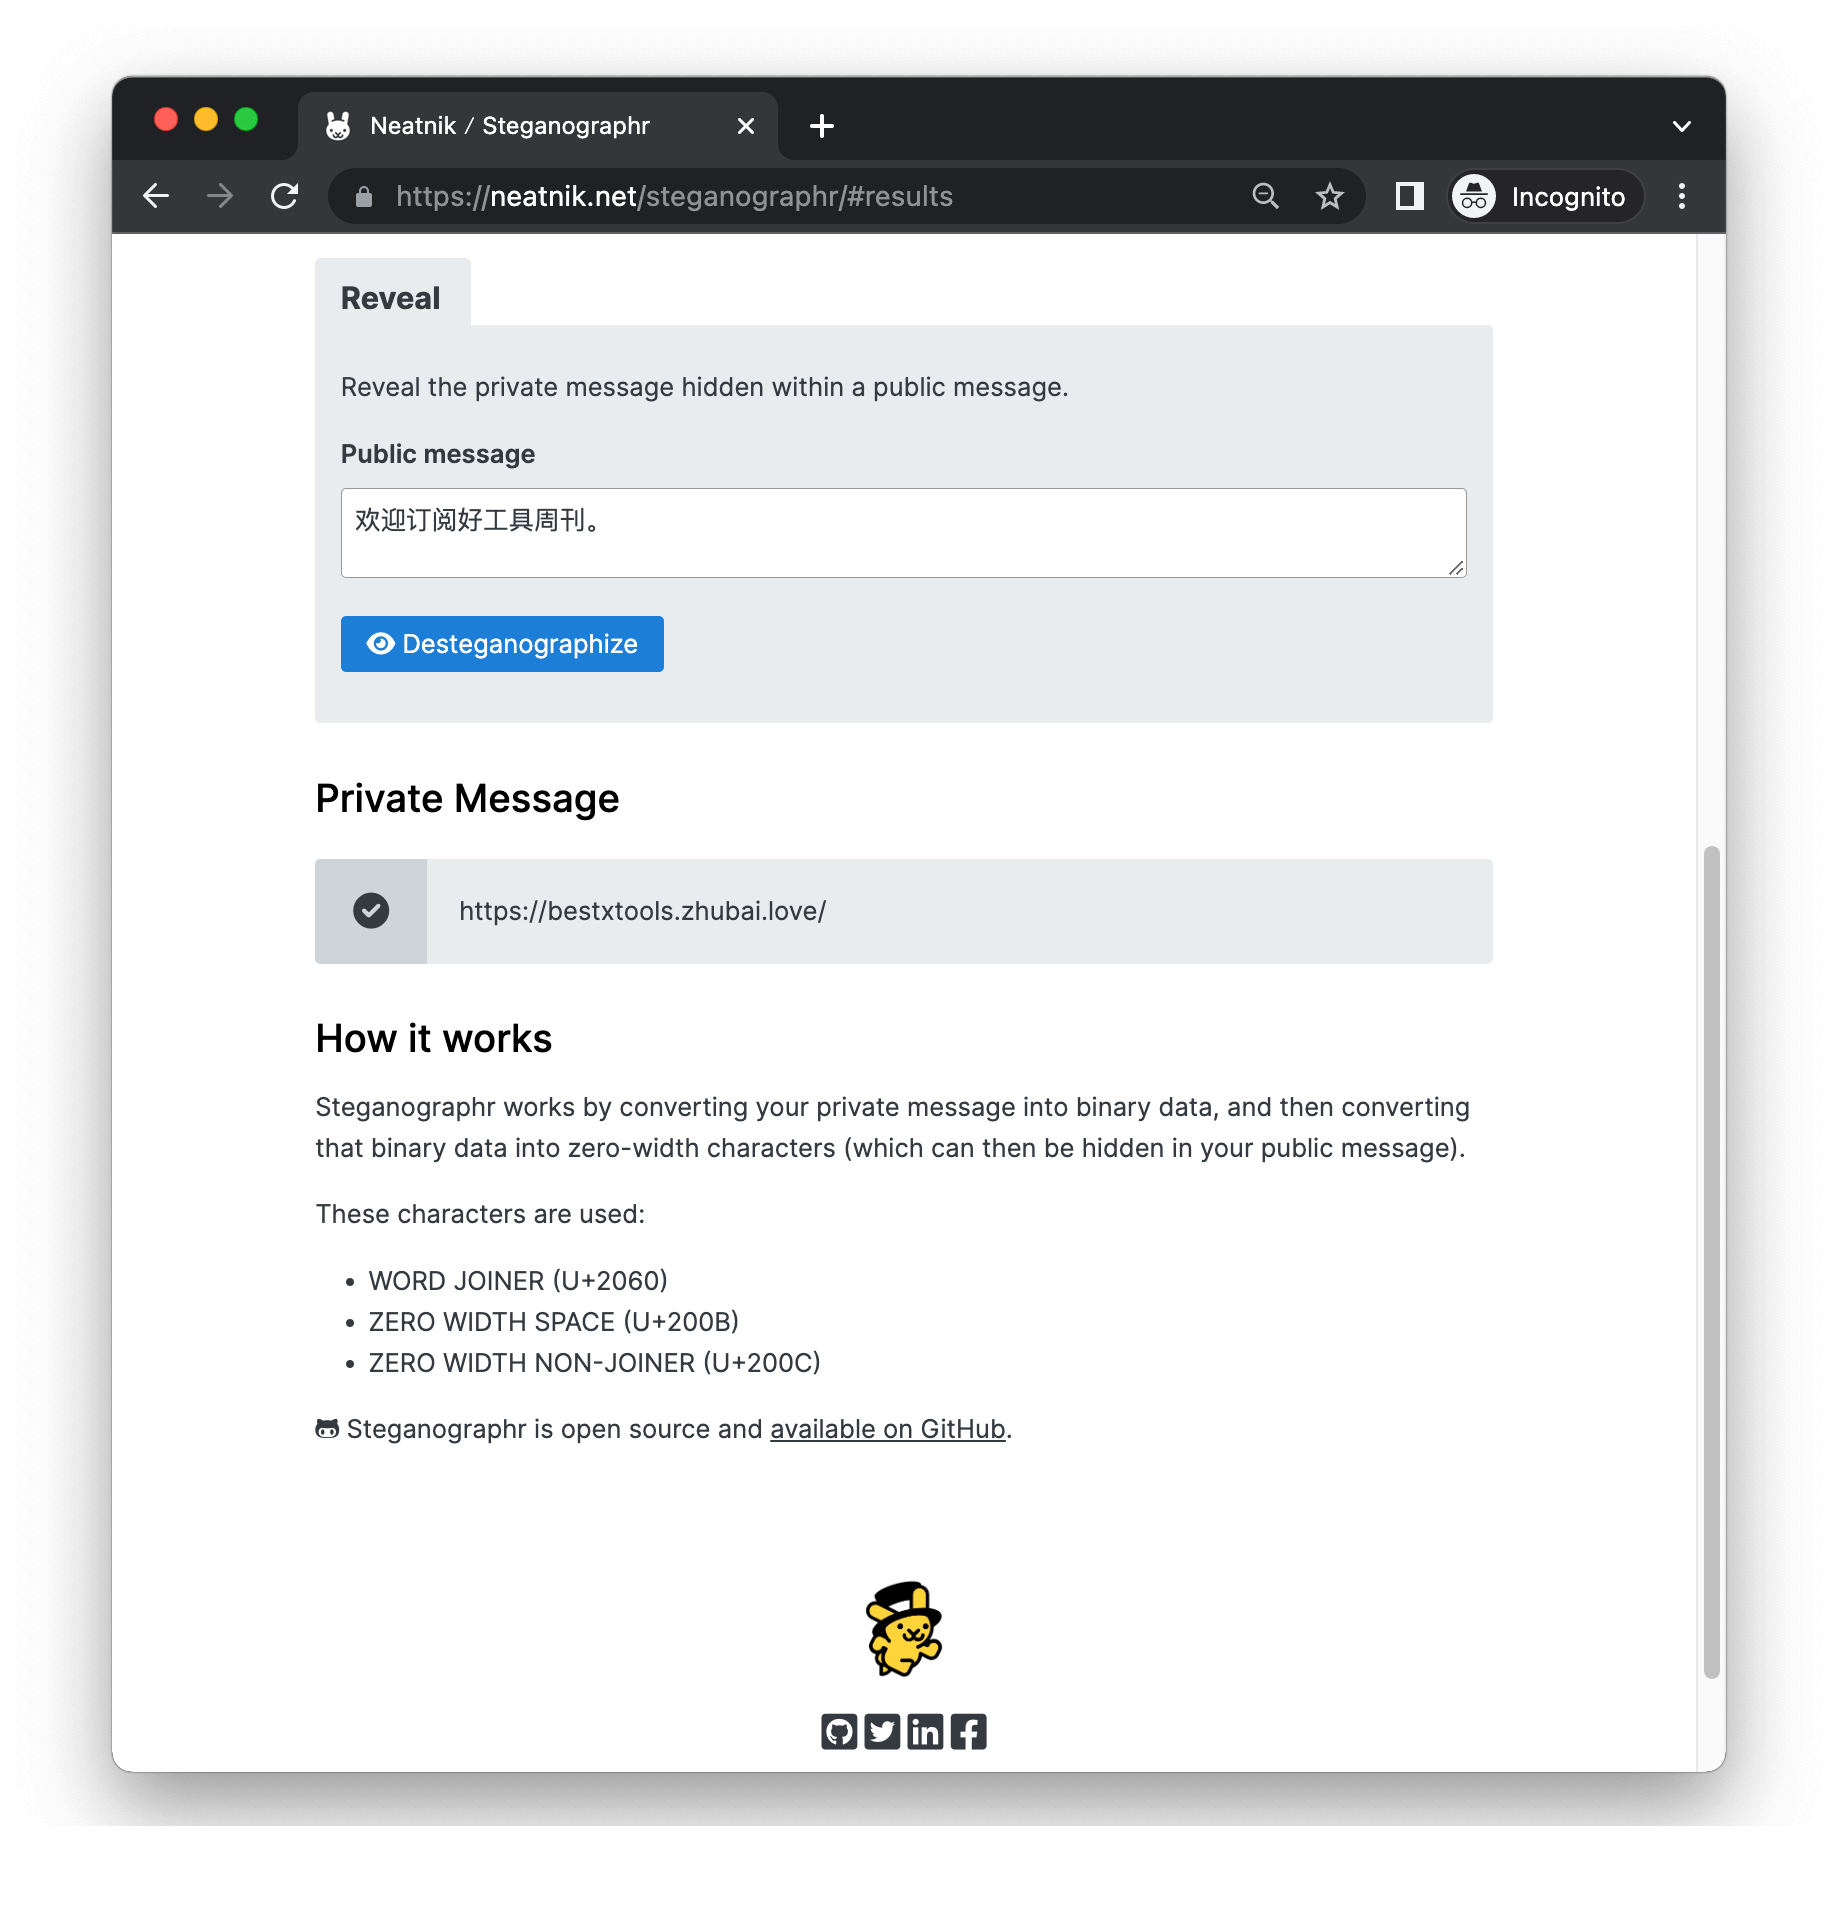 Neatnik / Steganographr
https://neatnik.net/steganographr/#results
Incognito
Reveal
Reveal the private message hidden within a public message.
Public message
欢迎订阅好工具周刊。
Desteganographize
Private Message
https://bestxtools.zhubai.love/
How it works
Steganographr works by converting your private message into binary data, and then converting
that binary data into zero-width characters (which can then be hidden in your public message).
These characters are used:
• WORD JOINER (U+2060)
• ZERO WIDTH SPACE (U+200B)
• ZERO WIDTH NON-JOINER (U+200C)
Steganographr is open source and available on GitHub.